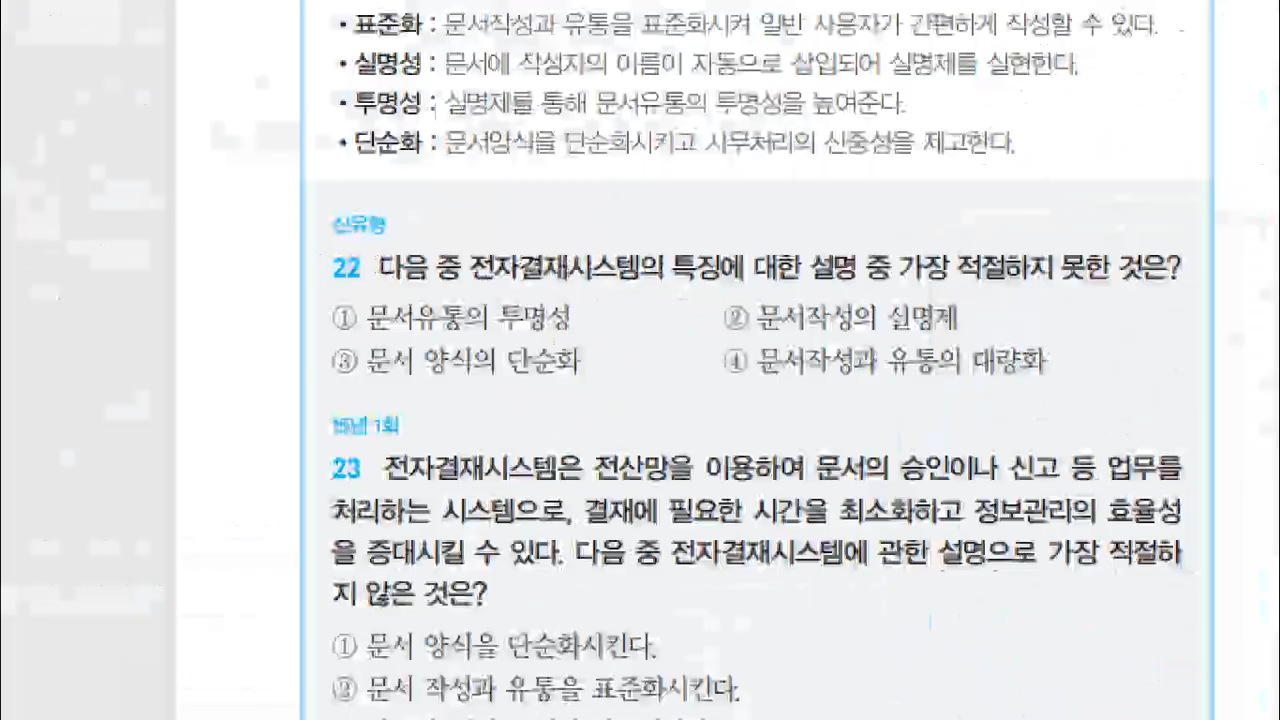 • 표준화 : 문서작성과 유통을 표준화시켜 일반 사용자가 간편하게 작성할 수 있다.
• 실명성 : 문서에 작성자의 이름이 자동으로 삽입되어 실명제를 실현한다.
• 투명성 : 실명제를 통해 문서유통의 투명성을 높여준다.
• 단순화 : 문서양식을 단순화시키고 사무처리의 신중성을 제고한다.
신유형
22 다음 중 전자결재시스템의 특징에 대한 설명 중 가장 적절하지 못한 것은?
① 문서유통의 투명성 ② 문서작성의 실명제
③ 문서 양식의 단순화 ④ 문서작성과 유통의 대량화
15년 1회
23 전자결재시스템은 전산망을 이용하여 문서의 승인이나 신고 등 업무를
처리하는 시스템으로, 결재에 필요한 시간을 최소화하고 정보관리의 효율성
을 증대시킬 수 있다. 다음 중 전자결재시스템에 관한 설명으로 가장 적절하
지 않은 것은?
① 문서 양식을 단순화시킨다.
② 문서 작성과 유통을 표준화시킨다.